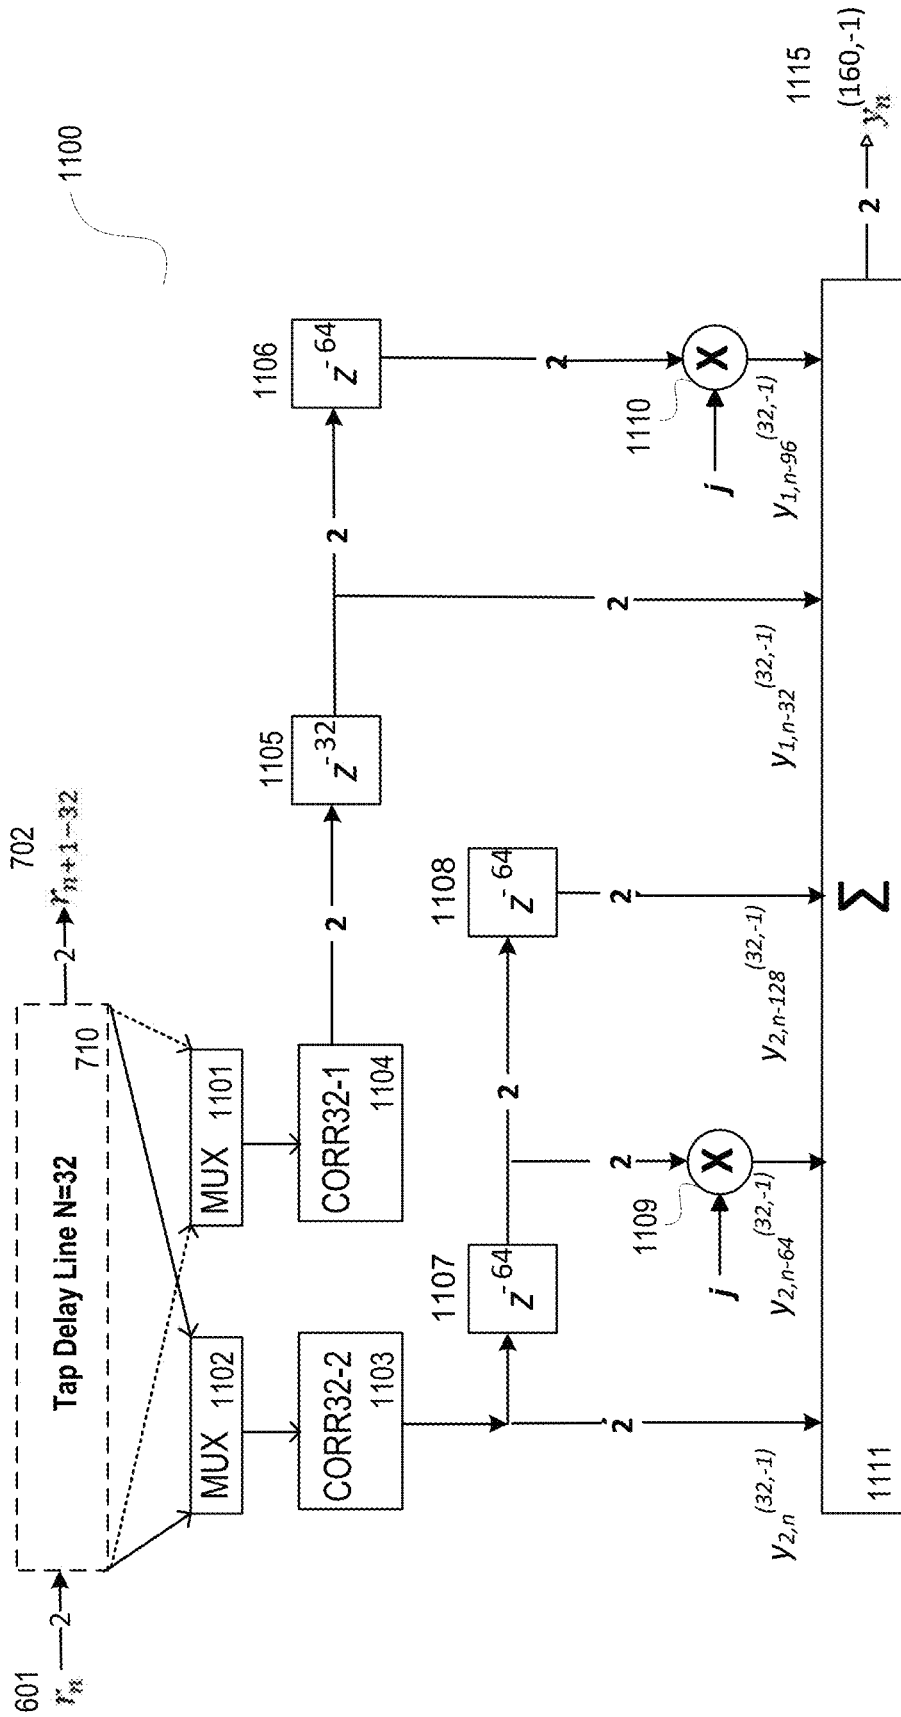 1100
601
r_n
2
Tap Delay Line N=32
710
2
702
r_{n+1-32}
MUX 1102
MUX 1101
CORR32-2
1103
CORR32-1
1104
2
1105
z^{-32}
2
1106
z^{-64}
1107
z^{-64}
2
1108
z^{-64}
2
2
2
2
2
1109
X
j
1110
X
j
y_{2,n}^{(32,-1)}
y_{2,n-64}^{(32,-1)}
y_{2,n-128}^{(32,-1)}
y_{1,n-32}^{(32,-1)}
y_{1,n-96}^{(32,-1)}
1111
Σ
2
1115
y_n^{(160,-1)}